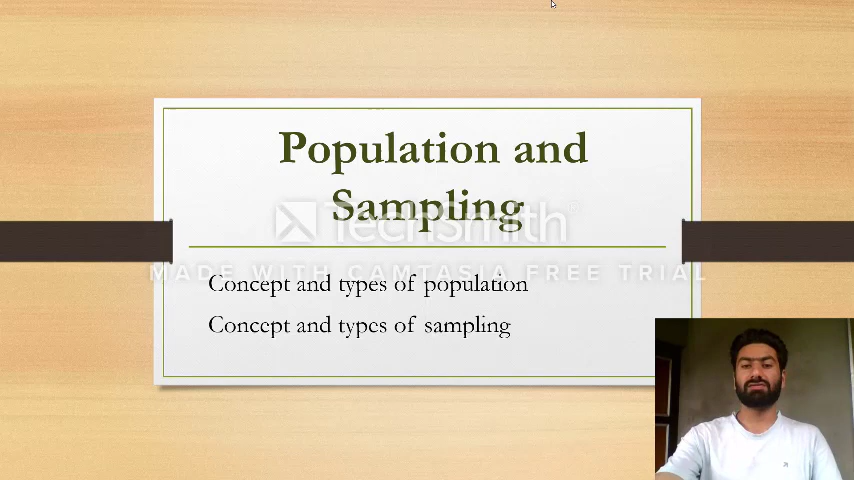 Population and
Sampling
TechSmith®
MADE WITH CAMTASIA FREE TRIAL
Concept and types of population
Concept and types of sampling